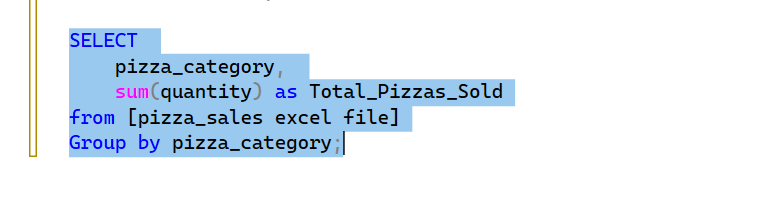 SELECT
pizza_category,
sum(quantity) as Total_Pizzas_Sold
from [pizza_sales excel file]
Group by pizza_category;